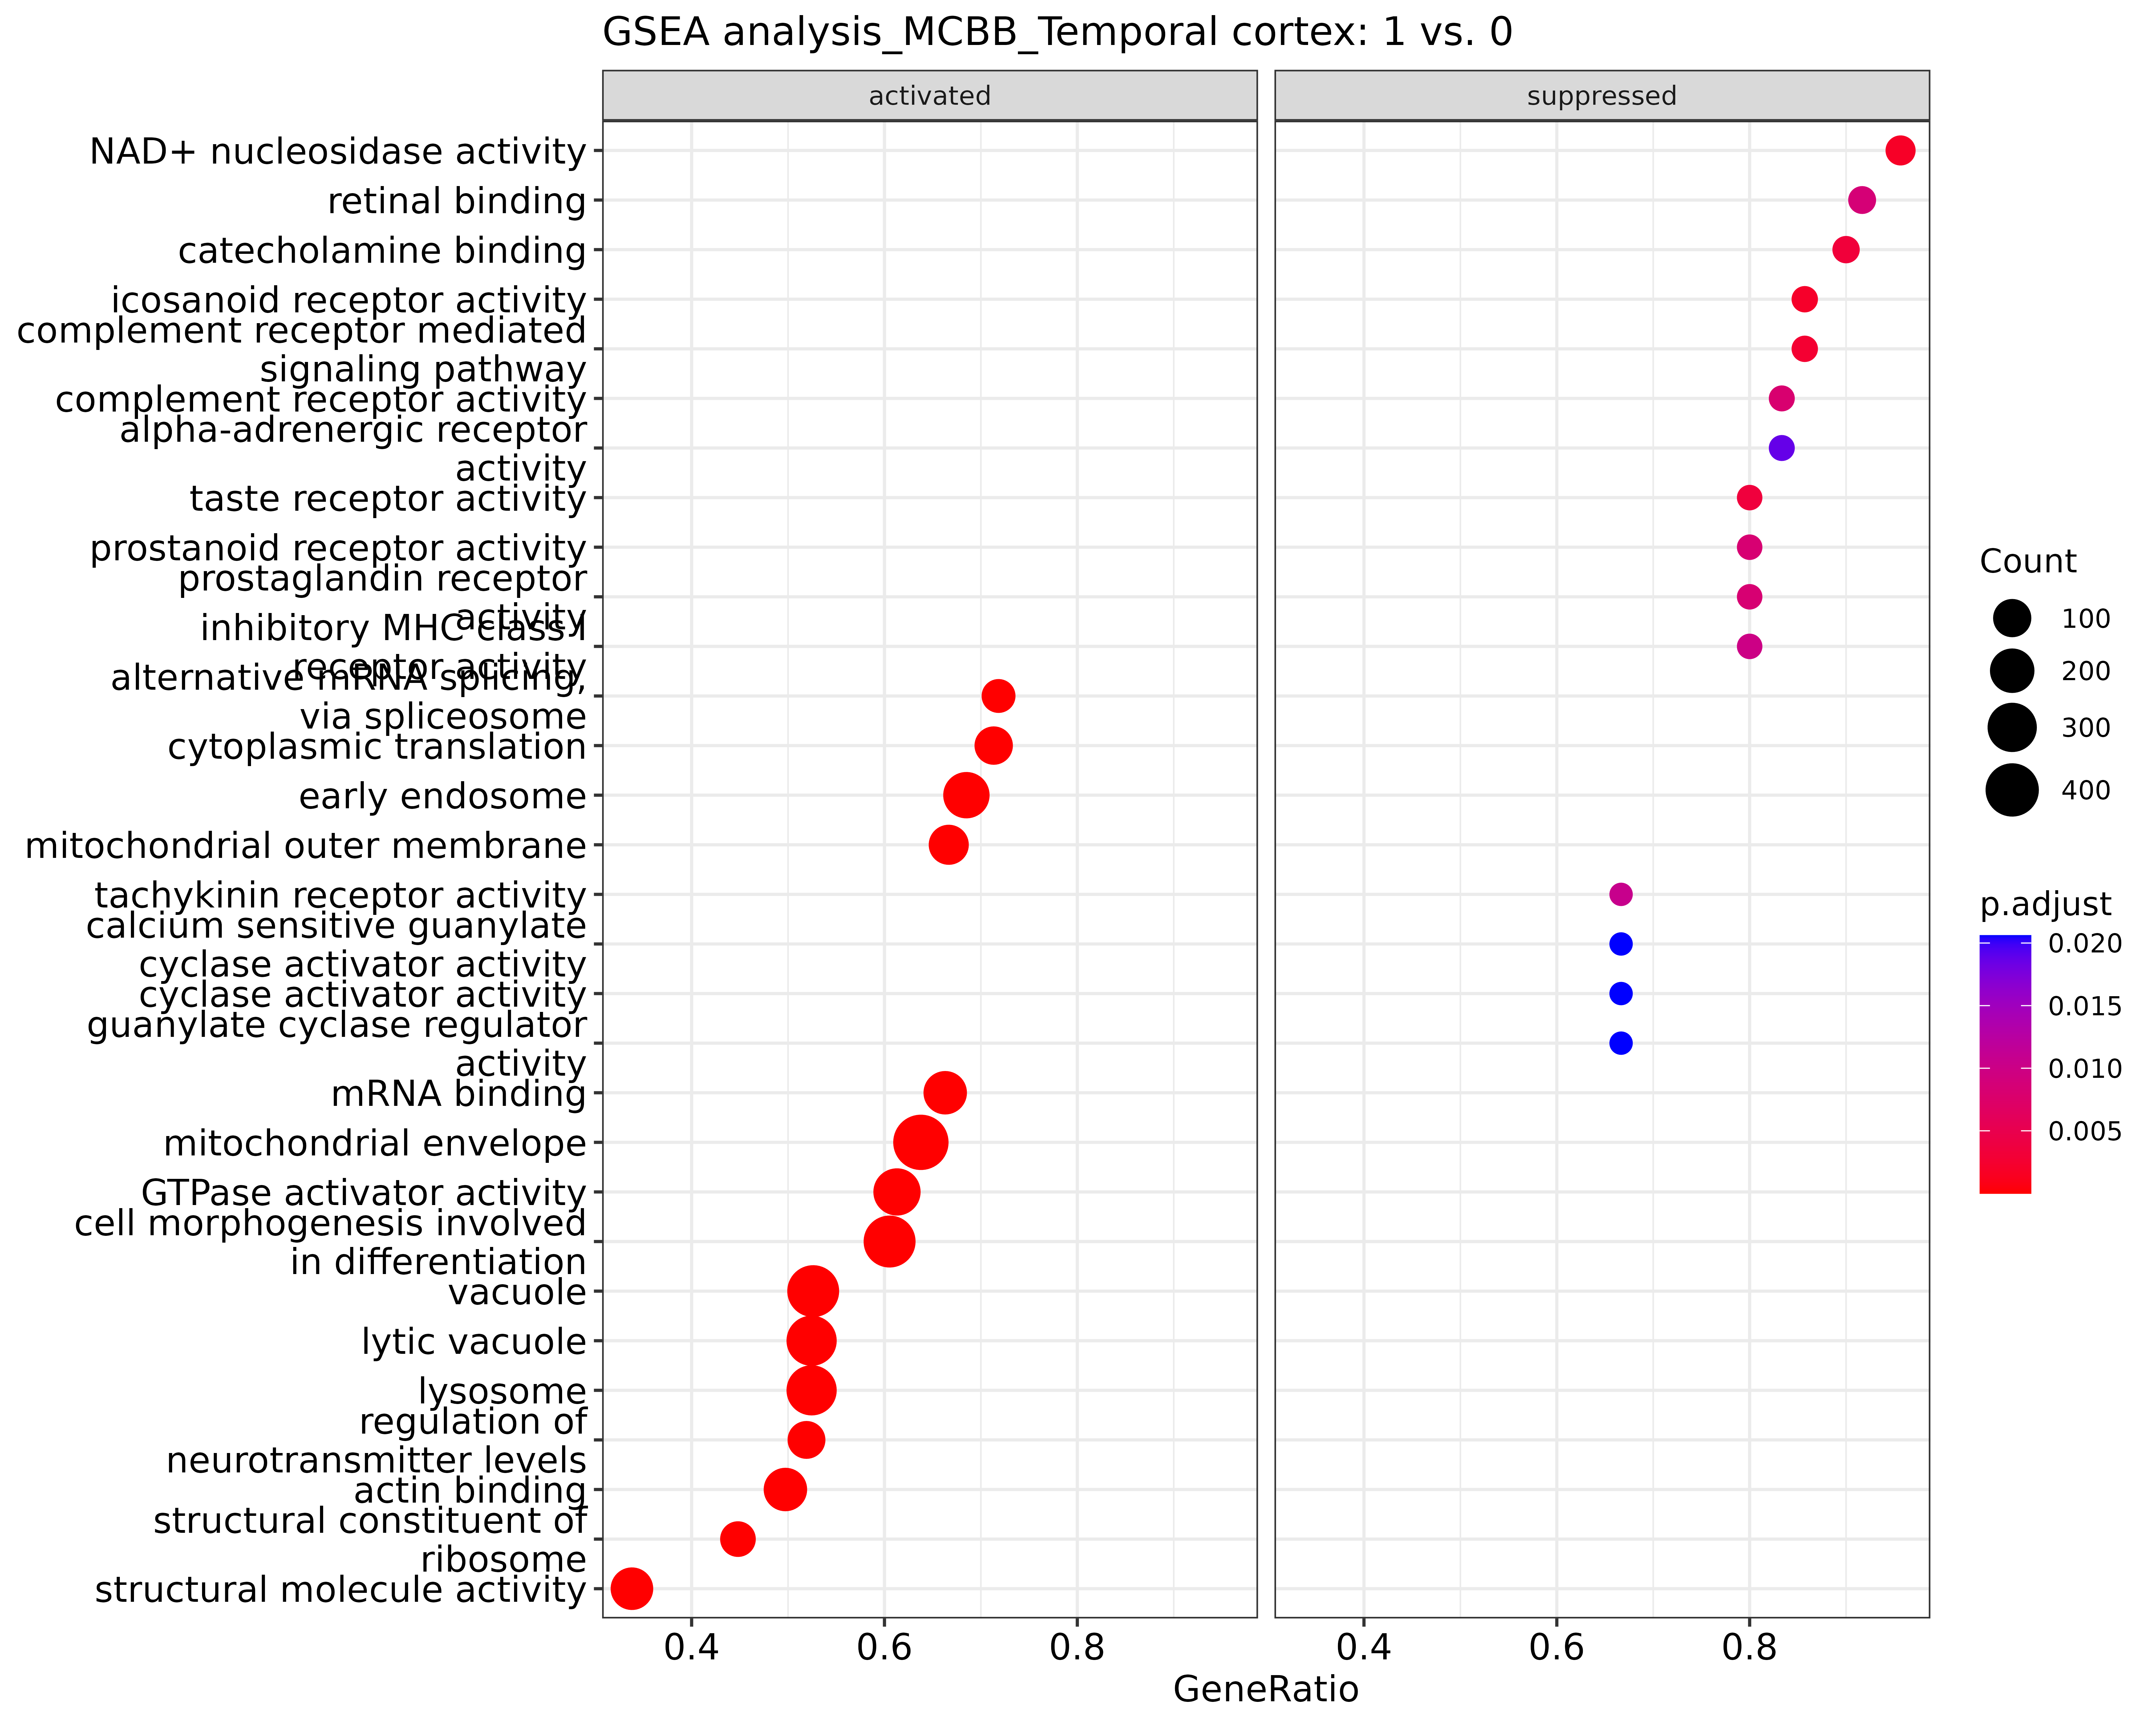 GSEA analysis_MCBB_Temporal cortex: 1 vs. 0
activated
suppressed
NAD+ nucleosidase activity
retinal binding
catecholamine binding
icosanoid receptor activity
complement receptor mediated
signaling pathway
complement receptor activity
alpha-adrenergic receptor
activity
taste receptor activity
prostanoid receptor activity
prostaglandin receptor
activity
inhibitory MHC class I
receptor activity
alternative mRNA splicing,
via spliceosome
cytoplasmic translation
early endosome
mitochondrial outer membrane
tachykinin receptor activity
calcium sensitive guanylate
cyclase activator activity
cyclase activator activity
guanylate cyclase regulator
activity
mRNA binding
mitochondrial envelope
GTPase activator activity
cell morphogenesis involved
in differentiation
vacuole
lytic vacuole
lysosome
regulation of
neurotransmitter levels
actin binding
structural constituent of
ribosome
structural molecule activity
0.4 0.6 0.8
0.4 0.6 0.8
GeneRatio
Count
100
200
300
400
p.adjust
0.020
0.015
0.010
0.005